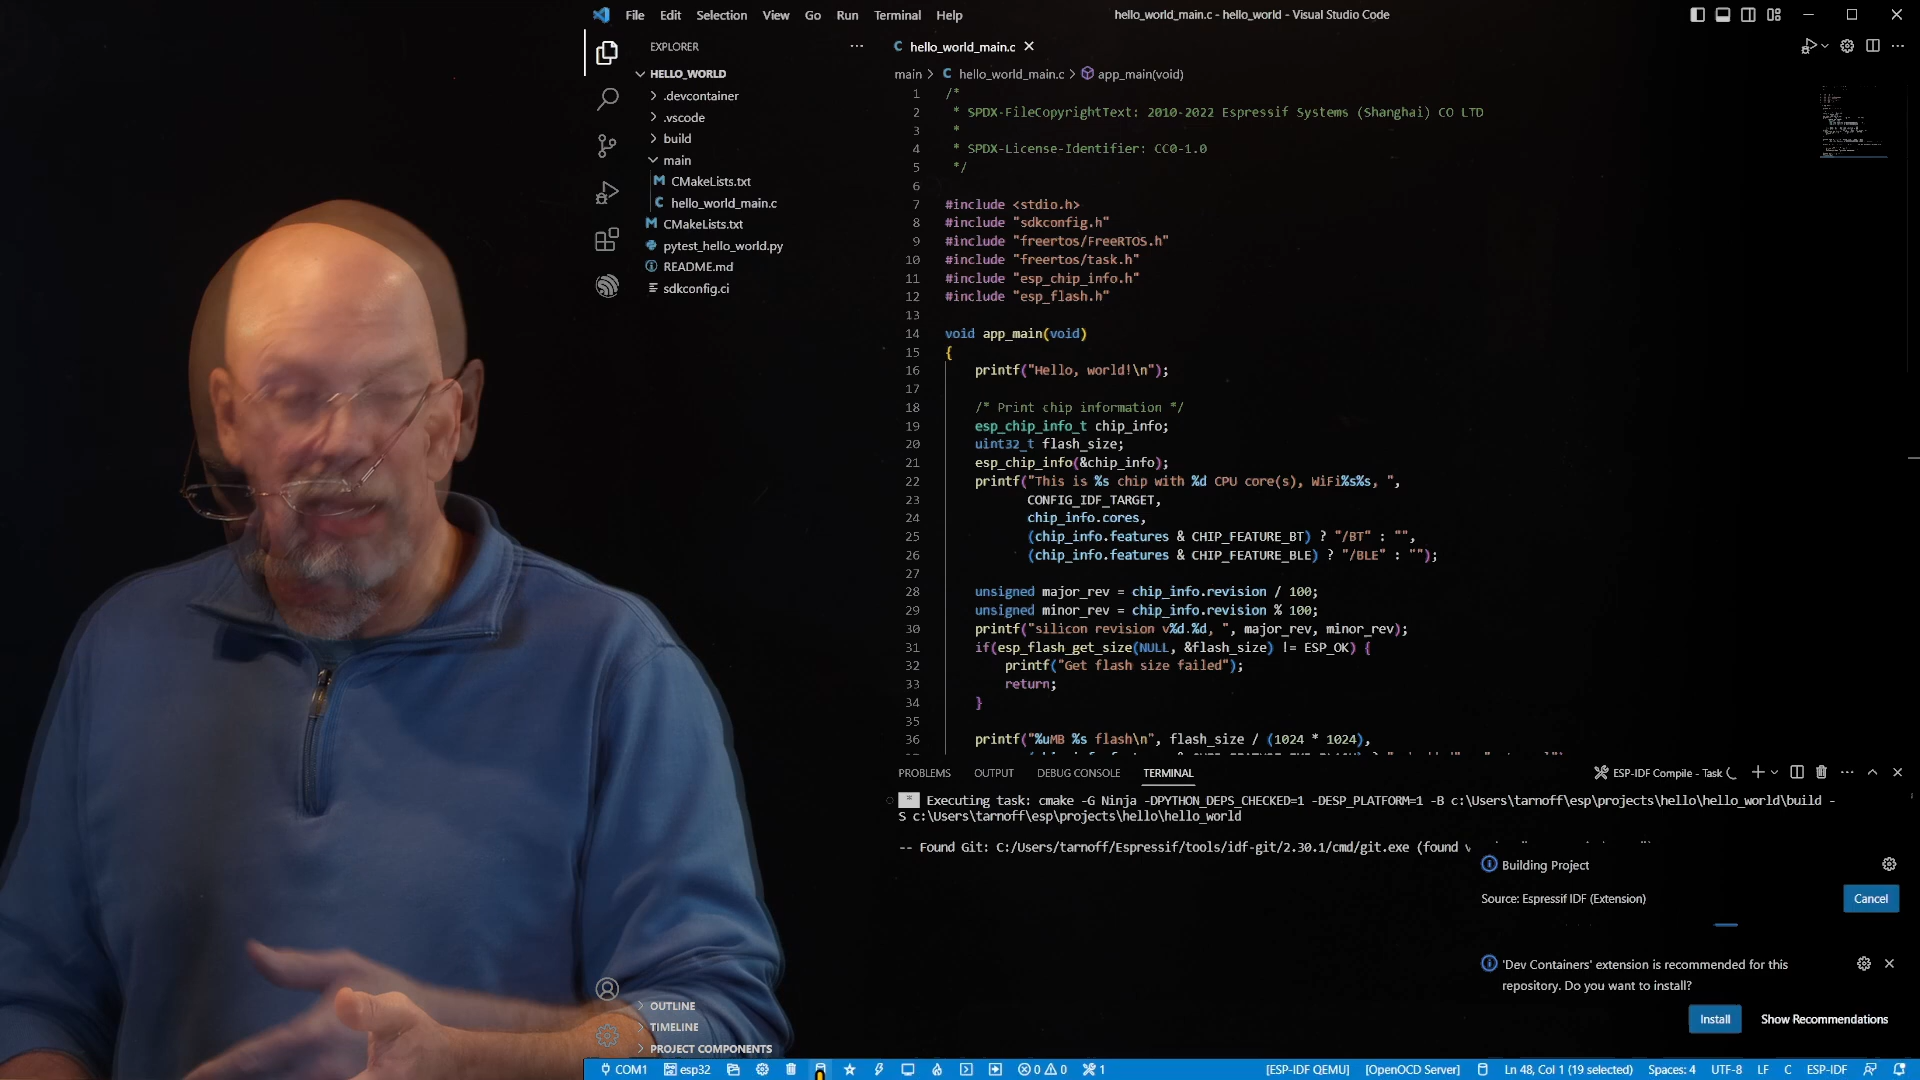 File Edit Selection View Go Run Terminal Help
hello_world_main.c - hello_world - Visual Studio Code
EXPLORER
HELLO_WORLD
.devcontainer
.vscode
build
main
CMakeLists.txt
hello_world_main.c
CMakeLists.txt
pytest_hello_world.py
README.md
sdkconfig.ci
OUTLINE
TIMELINE
PROJECT COMPONENTS
hello_world_main.c
main > C hello_world_main.c > app_main(void)
1 /*
2 * SPDX-FileCopyrightText: 2010-2022 Espressif Systems (Shanghai) CO LTD
3 *
4 * SPDX-License-Identifier: CC0-1.0
5 */
6
7 #include <stdio.h>
8 #include "sdkconfig.h"
9 #include "freertos/FreeRTOS.h"
10 #include "freertos/task.h"
11 #include "esp_chip_info.h"
12 #include "esp_flash.h"
13
14 void app_main(void)
15 {
16 printf("Hello, world!\n");
17
18 /* Print chip information */
19 esp_chip_info_t chip_info;
20 uint32_t flash_size;
21 esp_chip_info(&chip_info);
22 printf("This is %s chip with %d CPU core(s), WiFi%s%s, ",
23 CONFIG_IDF_TARGET,
24 chip_info.cores,
25 (chip_info.features & CHIP_FEATURE_BT) ? "/BT" : "",
26 (chip_info.features & CHIP_FEATURE_BLE) ? "/BLE" : "");
27
28 unsigned major_rev = chip_info.revision / 100;
29 unsigned minor_rev = chip_info.revision % 100;
30 printf("silicon revision v%d.%d, ", major_rev, minor_rev);
31 if(esp_flash_get_size(NULL, &flash_size) != ESP_OK) {
32 printf("Get flash size failed");
33 return;
34 }
35
36 printf("%uMB %s flash\n", flash_size / (1024 * 1024),
PROBLEMS OUTPUT DEBUG CONSOLE TERMINAL
ESP-IDF Compile - Task
* Executing task: cmake -G Ninja -DPYTHON_DEPS_CHECKED=1 -DESP_PLATFORM=1 -B c:\Users\tarnoff\esp\projects\hello\hello_world\build -
S c:\Users\tarnoff\esp\projects\hello\hello_world
-- Found Git: C:/Users/tarnoff/Espressif/tools/idf-git/2.30.1/cmd/git.exe (found
Building Project
Source: Espressif IDF (Extension)
Cancel
'Dev Containers' extension is recommended for this
repository. Do you want to install?
Install Show Recommendations
COM1 esp32 0 0 1 [ESP-IDF QEMU] [OpenOCD Server] Ln 48, Col 1 (19 selected) Spaces: 4 UTF-8 LF C ESP-IDF